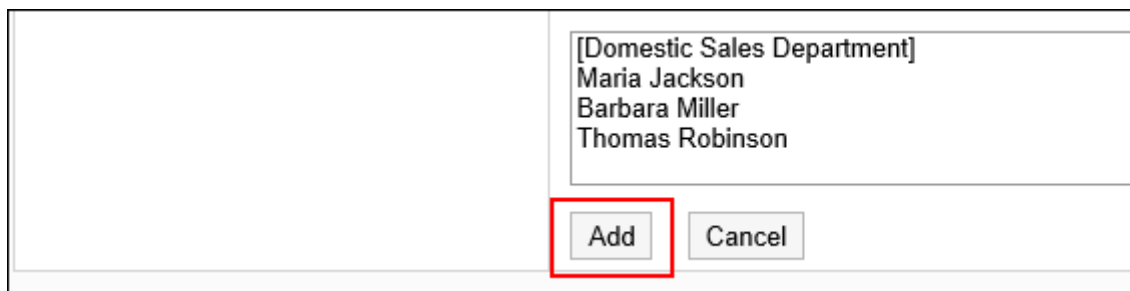 [Domestic Sales Department]
Maria Jackson
Barbara Miller
Thomas Robinson
Add Cancel